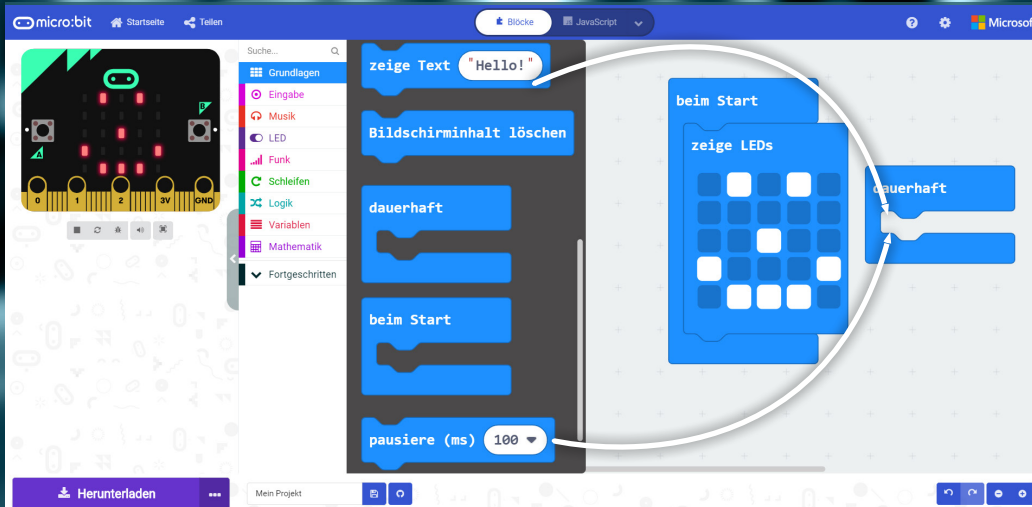 micro:bit Startseite Teilen Blöcke JavaScript Microsoft
Suche...
Grundlagen
Eingabe
Musik
LED
Funk
Schleifen
Logik
Variablen
Mathematik
Fortgeschritten
zeige Text "Hello!"
Bildschirminhalt löschen
dauerhaft
beim Start
pausiere (ms) 100
beim Start
zeige LEDs
dauerhaft
A
B
0 1 2 3V GND
Herunterladen
Mein Projekt